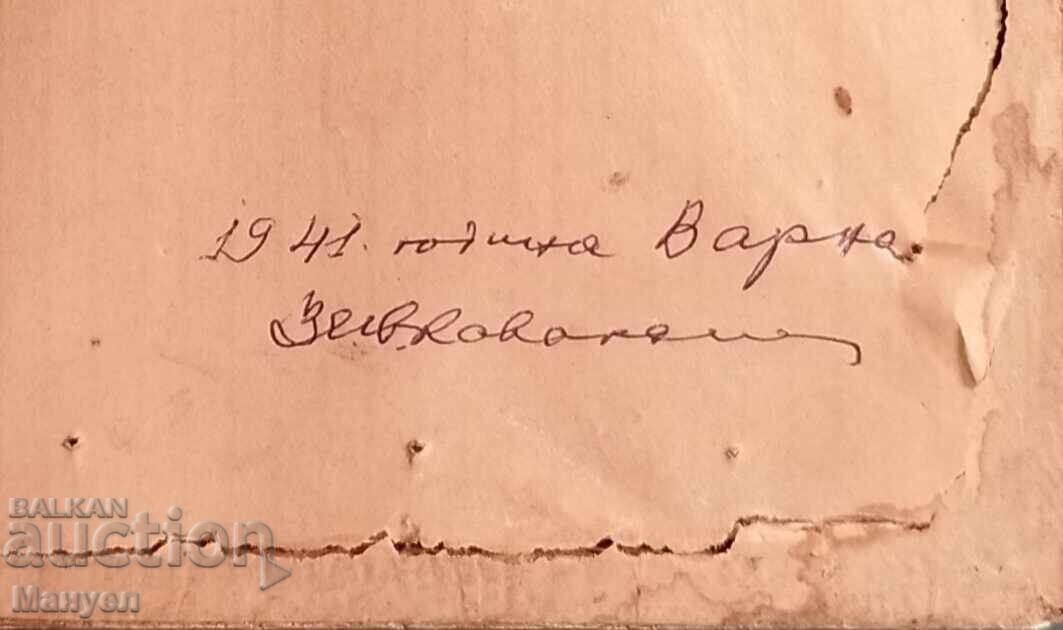 1941. година Варна
BALKAN
auction
Мануел